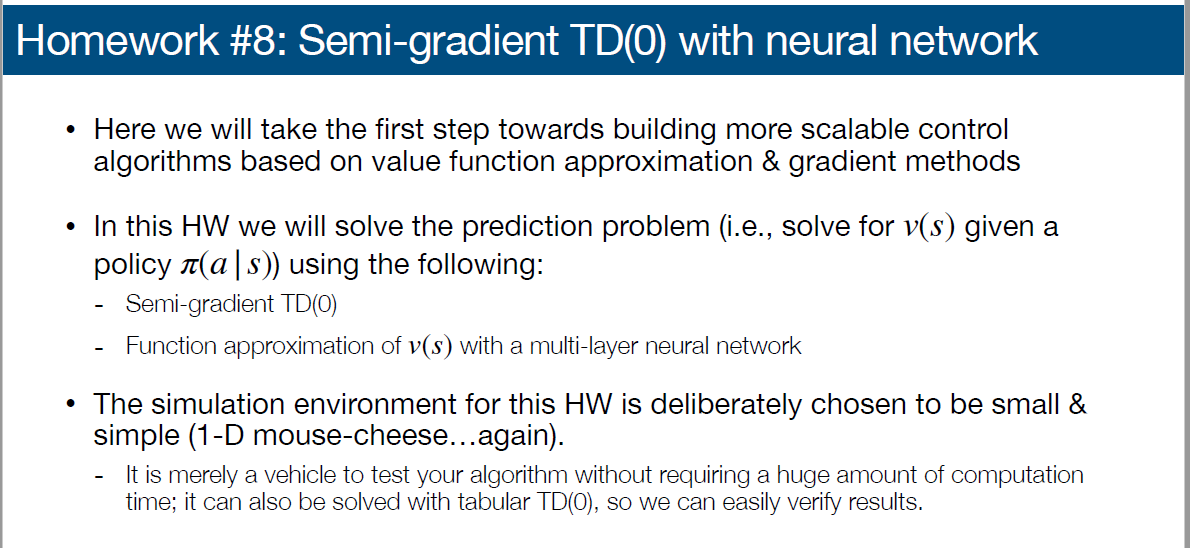 Homework #8: Semi-gradient TD(0) with neural network
• Here we will take the first step towards building more scalable control
algorithms based on value function approximation & gradient methods
• In this HW we will solve the prediction problem (i.e., solve for v(s) given a
policy π(a | s)) using the following:
- Semi-gradient TD(0)
- Function approximation of v(s) with a multi-layer neural network
• The simulation environment for this HW is deliberately chosen to be small &
simple (1-D mouse-cheese…again).
- It is merely a vehicle to test your algorithm without requiring a huge amount of computation
time; it can also be solved with tabular TD(0), so we can easily verify results.